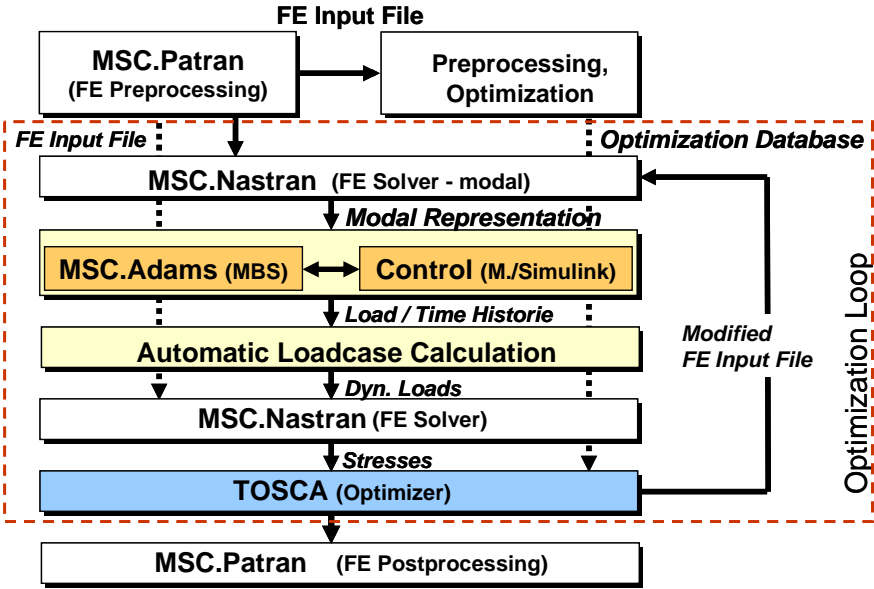 FE Input File
MSC.Patran
(FE Preprocessing)
Preprocessing,
Optimization
FE Input File
Optimization Database
MSC.Nastran (FE Solver - modal)
Modal Representation
MSC.Adams (MBS)
Control (M./Simulink)
Load / Time Historie
Automatic Loadcase Calculation
Modified
FE Input File
Dyn. Loads
MSC.Nastran (FE Solver)
Stresses
TOSCA (Optimizer)
Optimization Loop
MSC.Patran (FE Postprocessing)